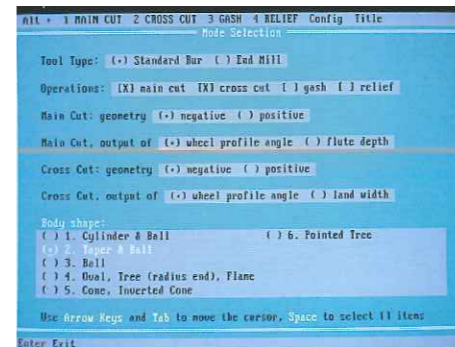 Alt + 1 MAIN CUT 2 CROSS CUT 3 GASH 4 RELIEF Config Title
Mode Selection
Tool Type: (•) Standard Bur ( ) End Mill
Operations: [X] main cut [X] cross cut [ ] gash [ ] relief
Main Cut: geometry (•) negative ( ) positive
Main Cut, output of (•) wheel profile angle ( ) flute depth
Cross Cut: geometry (•) negative ( ) positive
Cross Cut, output of (•) wheel profile angle ( ) land width
Body shape:
( ) 1. Cylinder & Ball ( ) 6. Pointed Tree
(•) 2. Taper & Ball
( ) 3. Ball
( ) 4. Oval, Tree (radius end), Flame
( ) 5. Cone, Inverted Cone
Use Arrow Keys and Tab to move the cursor, Space to select () items
Enter Exit